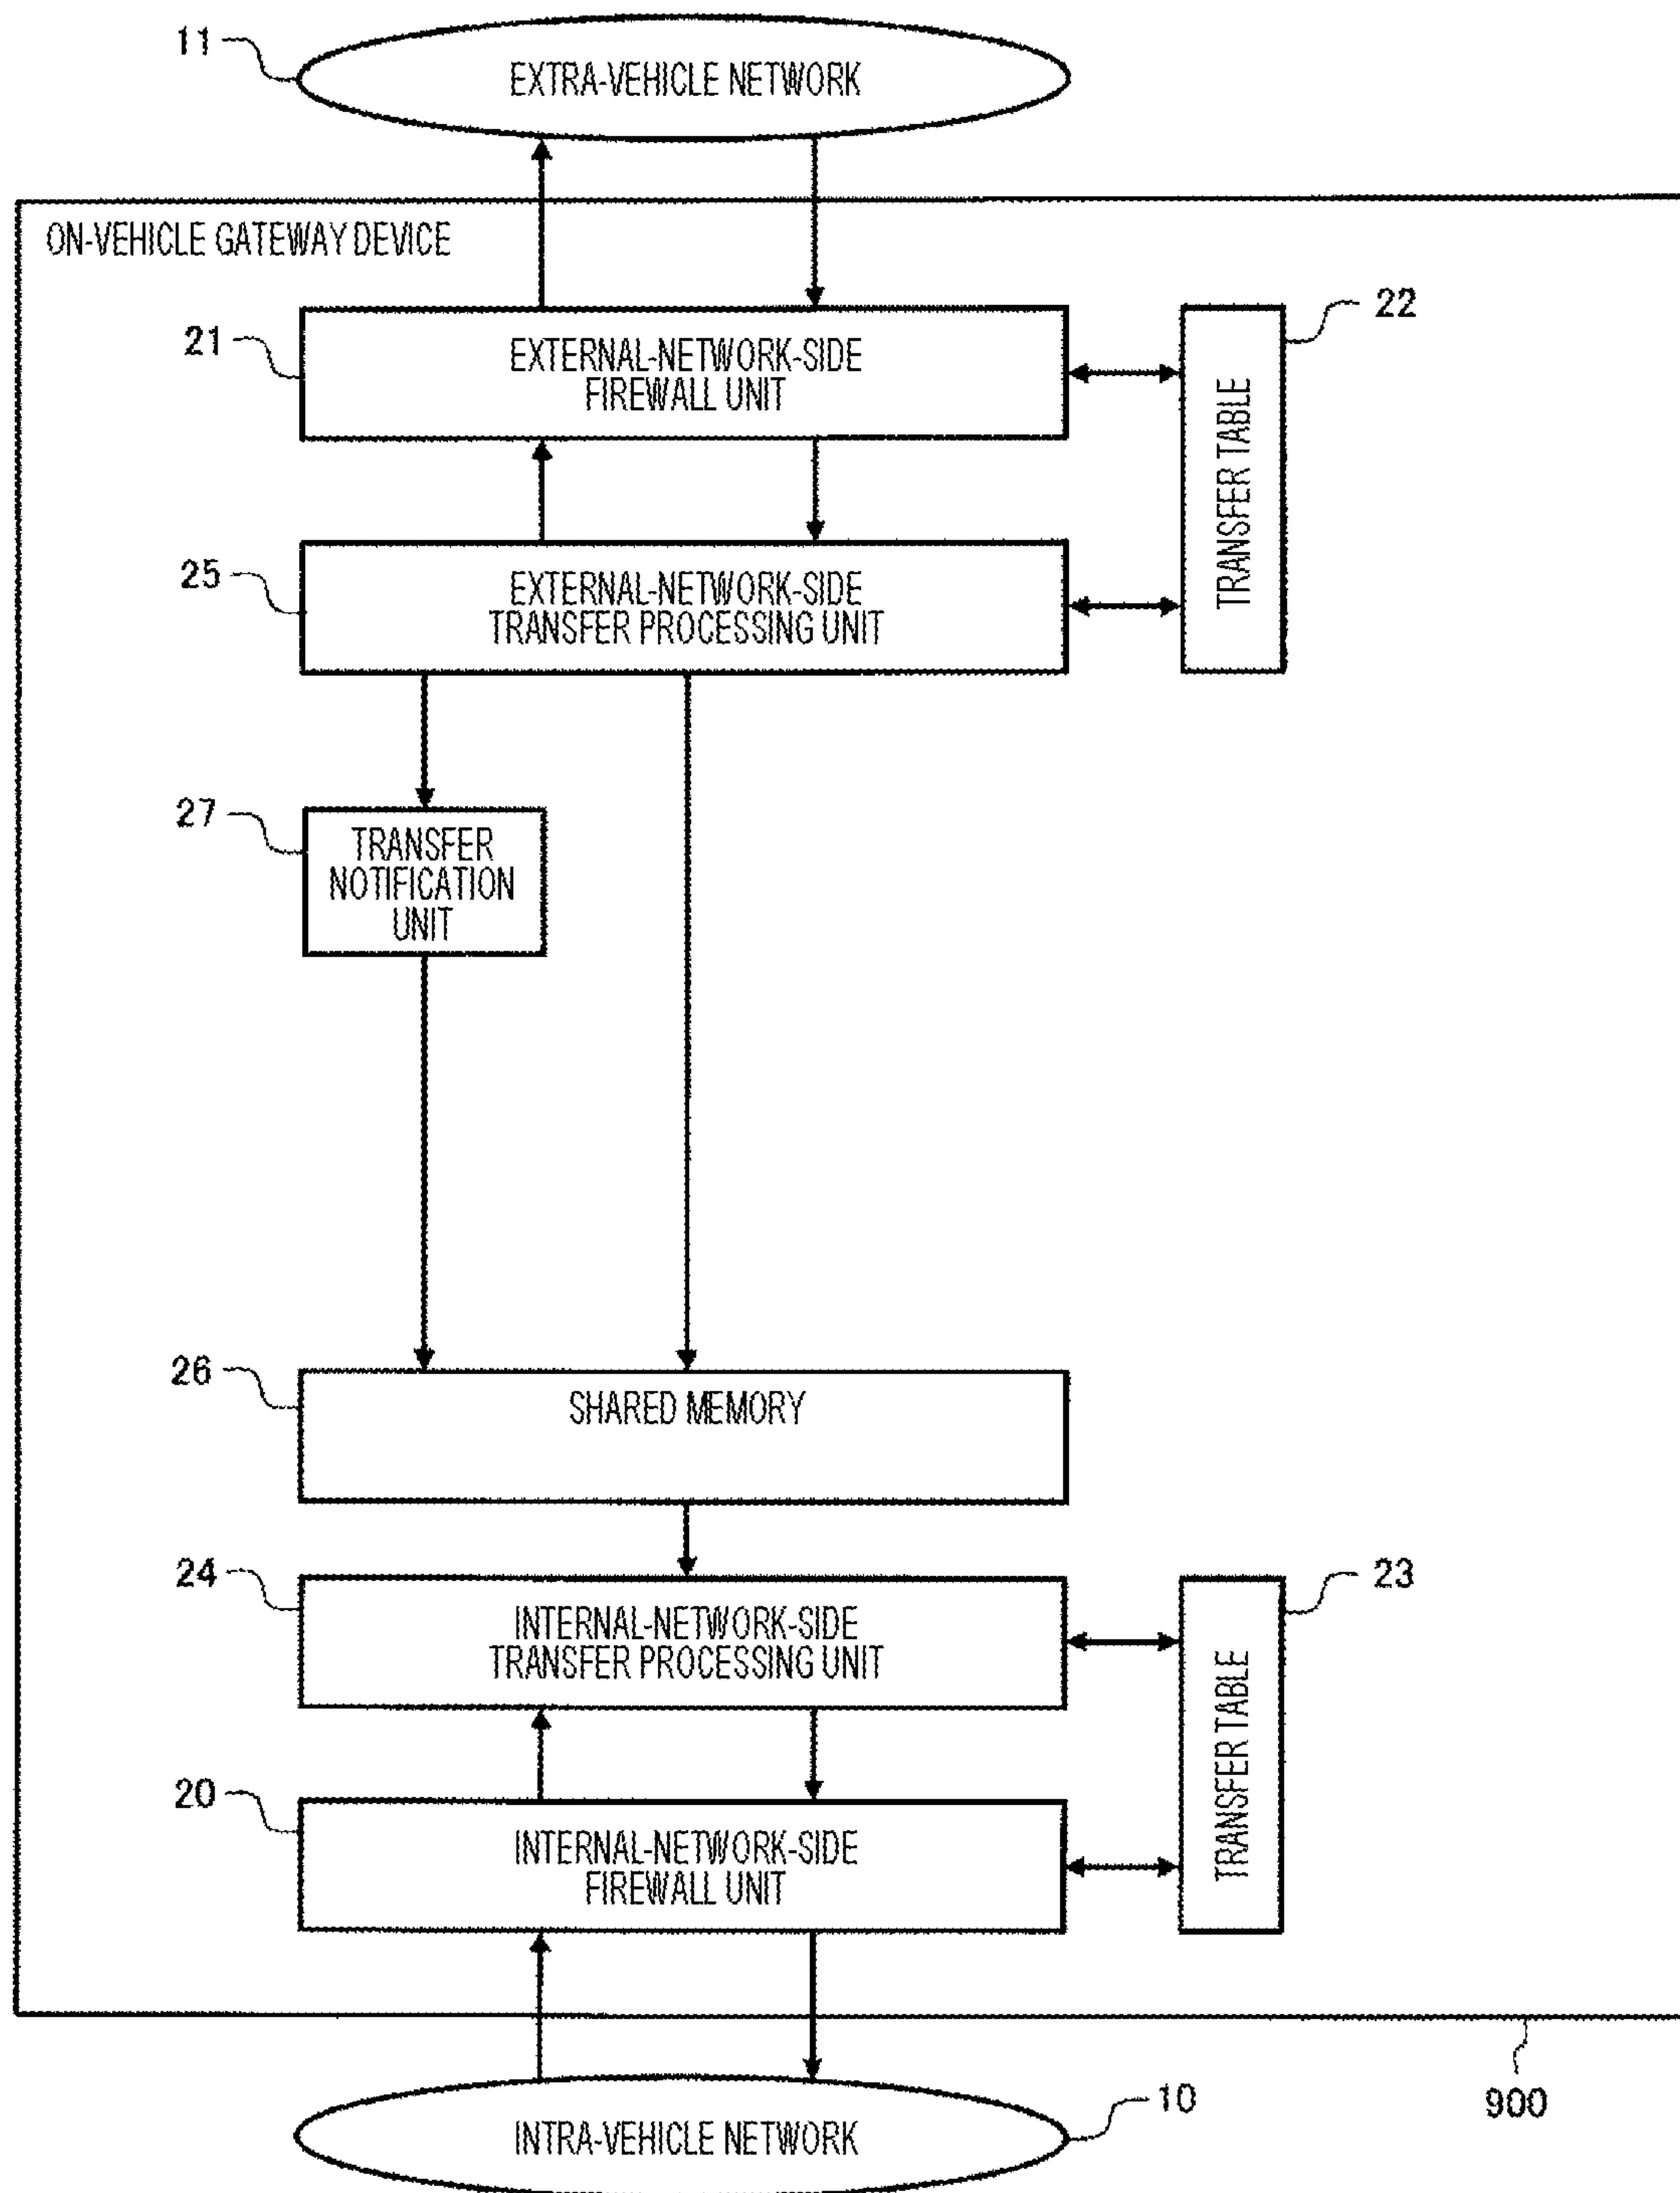 11
EXTRA-VEHICLE NETWORK
ON-VEHICLE GATEWAY DEVICE
21
EXTERNAL-NETWORK-SIDE
FIREWALL UNIT
22
TRANSFER TABLE
25
EXTERNAL-NETWORK-SIDE
TRANSFER PROCESSING UNIT
27
TRANSFER
NOTIFICATION
UNIT
26
SHARED MEMORY
24
INTERNAL-NETWORK-SIDE
TRANSFER PROCESSING UNIT
23
TRANSFER TABLE
20
INTERNAL-NETWORK-SIDE
FIREWALL UNIT
10
INTRA-VEHICLE NETWORK
900